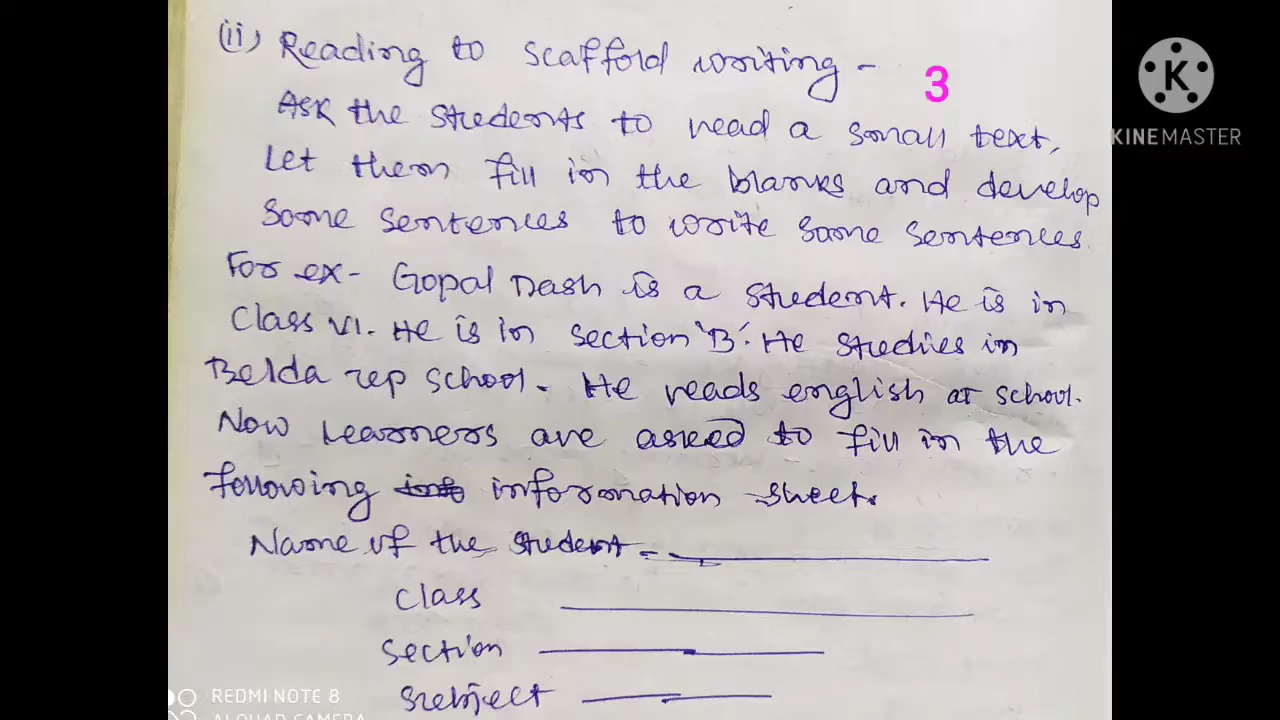 (ii) Reading to scaffold writing -
3
Ask the students to read a small text,
Let them fill in the blanks and develop
some sentences to write some sentences.
For ex- Gopal Dash is a student. He is in
Class VI. He is in section 'B'. He studies in
Belda rep school. He reads english at school.
Now Learners are asked to fill in the
following information sheet.
Name of the student -
Class
Section
Subject
KINEMASTER
REDMI NOTE 8
AI QUAD CAMERA